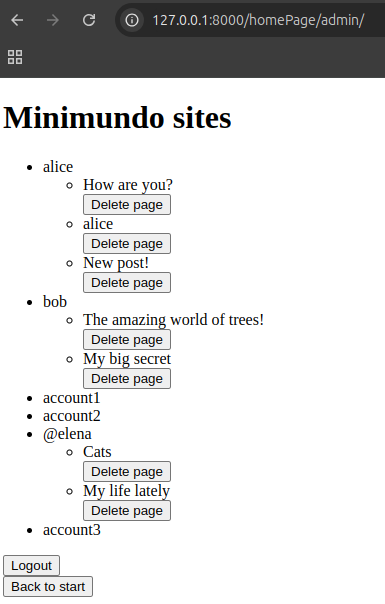 127.0.0.1:8000/homePage/admin/
Minimundo sites
alice
How are you?
Delete page
alice
Delete page
New post!
Delete page
bob
The amazing world of trees!
Delete page
My big secret
Delete page
account1
account2
@elena
Cats
Delete page
My life lately
Delete page
account3
Logout
Back to start